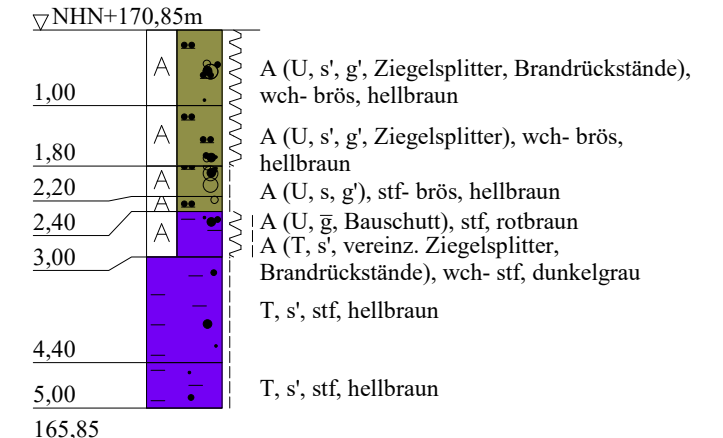 NHN+170,85m
A
A (U, s', g', Ziegelsplitter, Brandrückstände),
wch- brös, hellbraun
1,00
A
A (U, s', g', Ziegelsplitter), wch- brös,
hellbraun
1,80
A
A (U, s, g'), stf- brös, hellbraun
2,20
A
A (U, g̅, Bauschutt), stf, rotbraun
2,40
A
A (T, s', vereinz. Ziegelsplitter,
Brandrückstände), wch- stf, dunkelgrau
3,00
T, s', stf, hellbraun
4,40
T, s', stf, hellbraun
5,00
165,85